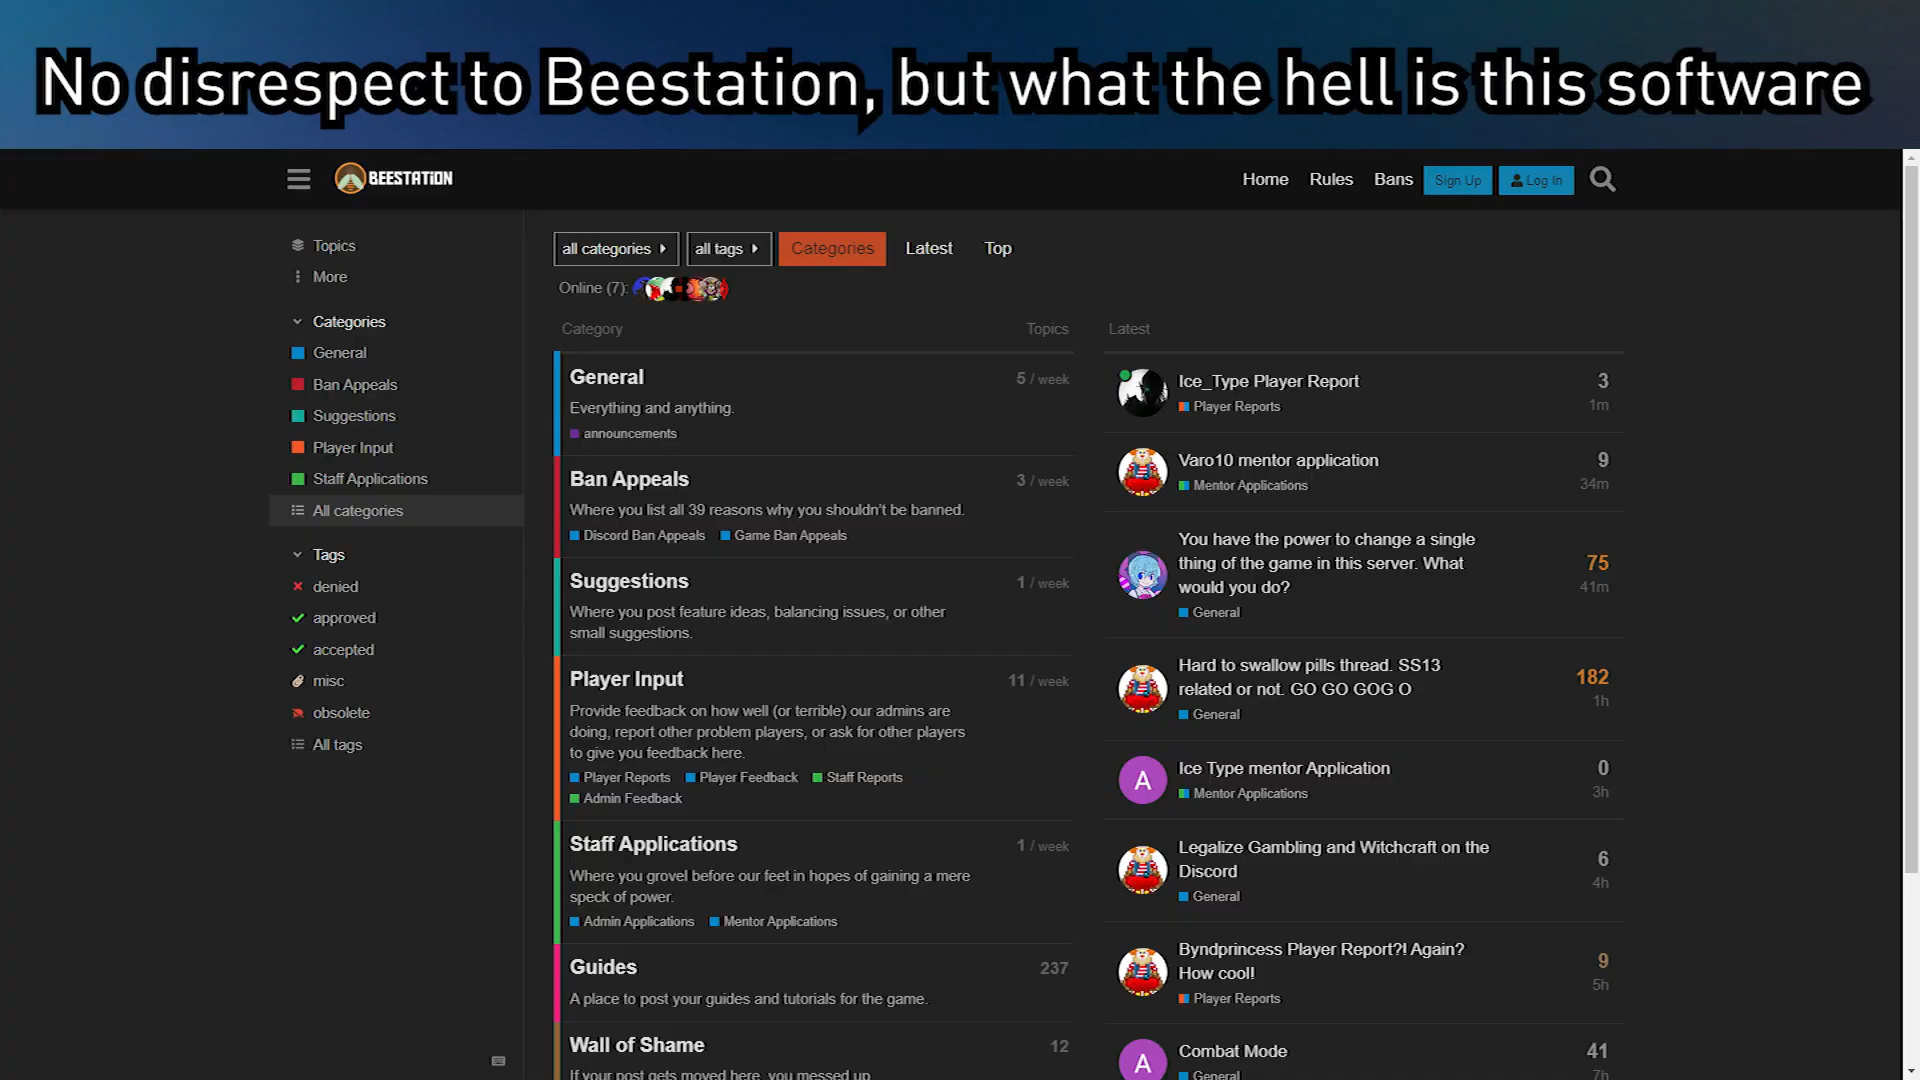 No disrespect to Beestation, but what the hell is this software
BEESTATION
Home Rules Bans Sign Up Log In
Topics
More
Categories
General
Ban Appeals
Suggestions
Player Input
Staff Applications
All categories
Tags
denied
approved
accepted
misc
obsolete
All tags
all categories all tags Categories Latest Top
Online (7):
Category Topics
General 5 / week
Everything and anything.
announcements
Ban Appeals 3 / week
Where you list all 39 reasons why you shouldn't be banned.
Discord Ban Appeals Game Ban Appeals
Suggestions 1 / week
Where you post feature ideas, balancing issues, or other
small suggestions.
Player Input 11 / week
Provide feedback on how well (or terrible) our admins are
doing, report other problem players, or ask for other players
to give you feedback here.
Player Reports Player Feedback Staff Reports
Admin Feedback
Staff Applications 1 / week
Where you grovel before our feet in hopes of gaining a mere
speck of power.
Admin Applications Mentor Applications
Guides 237
A place to post your guides and tutorials for the game.
Wall of Shame 12
If your post gets moved here, you messed up
Latest
Ice_Type Player Report 3
Player Reports 1m
Varo10 mentor application 9
Mentor Applications 34m
You have the power to change a single
thing of the game in this server. What 75
would you do? 41m
General
Hard to swallow pills thread. SS13 182
related or not. GO GO GOG O 1h
General
A
Ice Type mentor Application 0
Mentor Applications 3h
Legalize Gambling and Witchcraft on the 6
Discord 4h
General
Byndprincess Player Report?! Again? 9
How cool! 5h
Player Reports
A
Combat Mode 41
General 7h